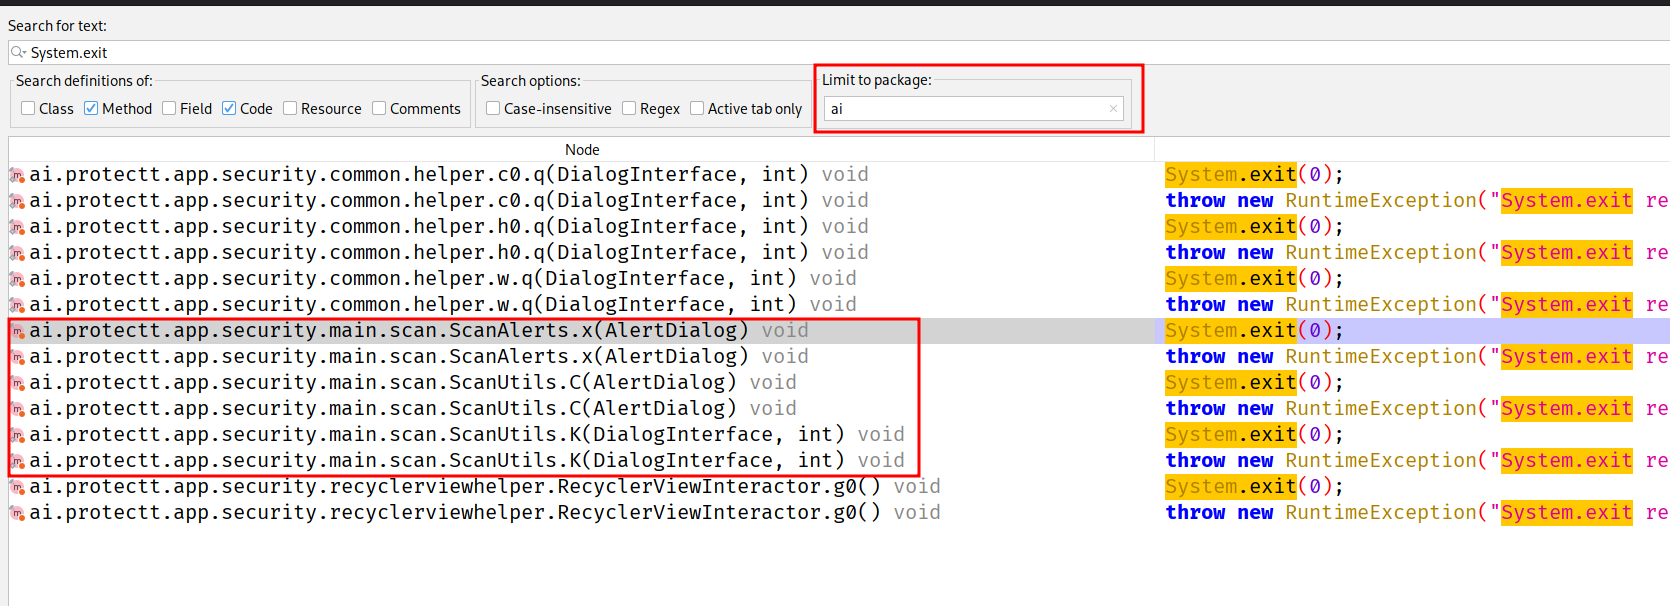 Search for text:
System.exit
Search definitions of: Search options: Limit to package:
Class Method Field Code Resource Comments Case-insensitive Regex Active tab only ai
Node
ai.protectt.app.security.common.helper.c0.q(DialogInterface, int) void System.exit(0);
ai.protectt.app.security.common.helper.c0.q(DialogInterface, int) void throw new RuntimeException("System.exit re
ai.protectt.app.security.common.helper.h0.q(DialogInterface, int) void System.exit(0);
ai.protectt.app.security.common.helper.h0.q(DialogInterface, int) void throw new RuntimeException("System.exit re
ai.protectt.app.security.common.helper.w.q(DialogInterface, int) void System.exit(0);
ai.protectt.app.security.common.helper.w.q(DialogInterface, int) void throw new RuntimeException("System.exit re
ai.protectt.app.security.main.scan.ScanAlerts.x(AlertDialog) void System.exit(0);
ai.protectt.app.security.main.scan.ScanAlerts.x(AlertDialog) void throw new RuntimeException("System.exit re
ai.protectt.app.security.main.scan.ScanUtils.C(AlertDialog) void System.exit(0);
ai.protectt.app.security.main.scan.ScanUtils.C(AlertDialog) void throw new RuntimeException("System.exit re
ai.protectt.app.security.main.scan.ScanUtils.K(DialogInterface, int) void System.exit(0);
ai.protectt.app.security.main.scan.ScanUtils.K(DialogInterface, int) void throw new RuntimeException("System.exit re
ai.protectt.app.security.recyclerviewhelper.RecyclerViewInteractor.g0() void System.exit(0);
ai.protectt.app.security.recyclerviewhelper.RecyclerViewInteractor.g0() void throw new RuntimeException("System.exit re